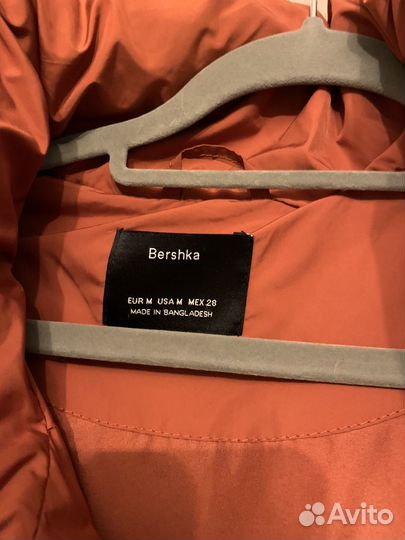 Bershka
EUR M USA M MEX 28
MADE IN BANGLADESH
Avito